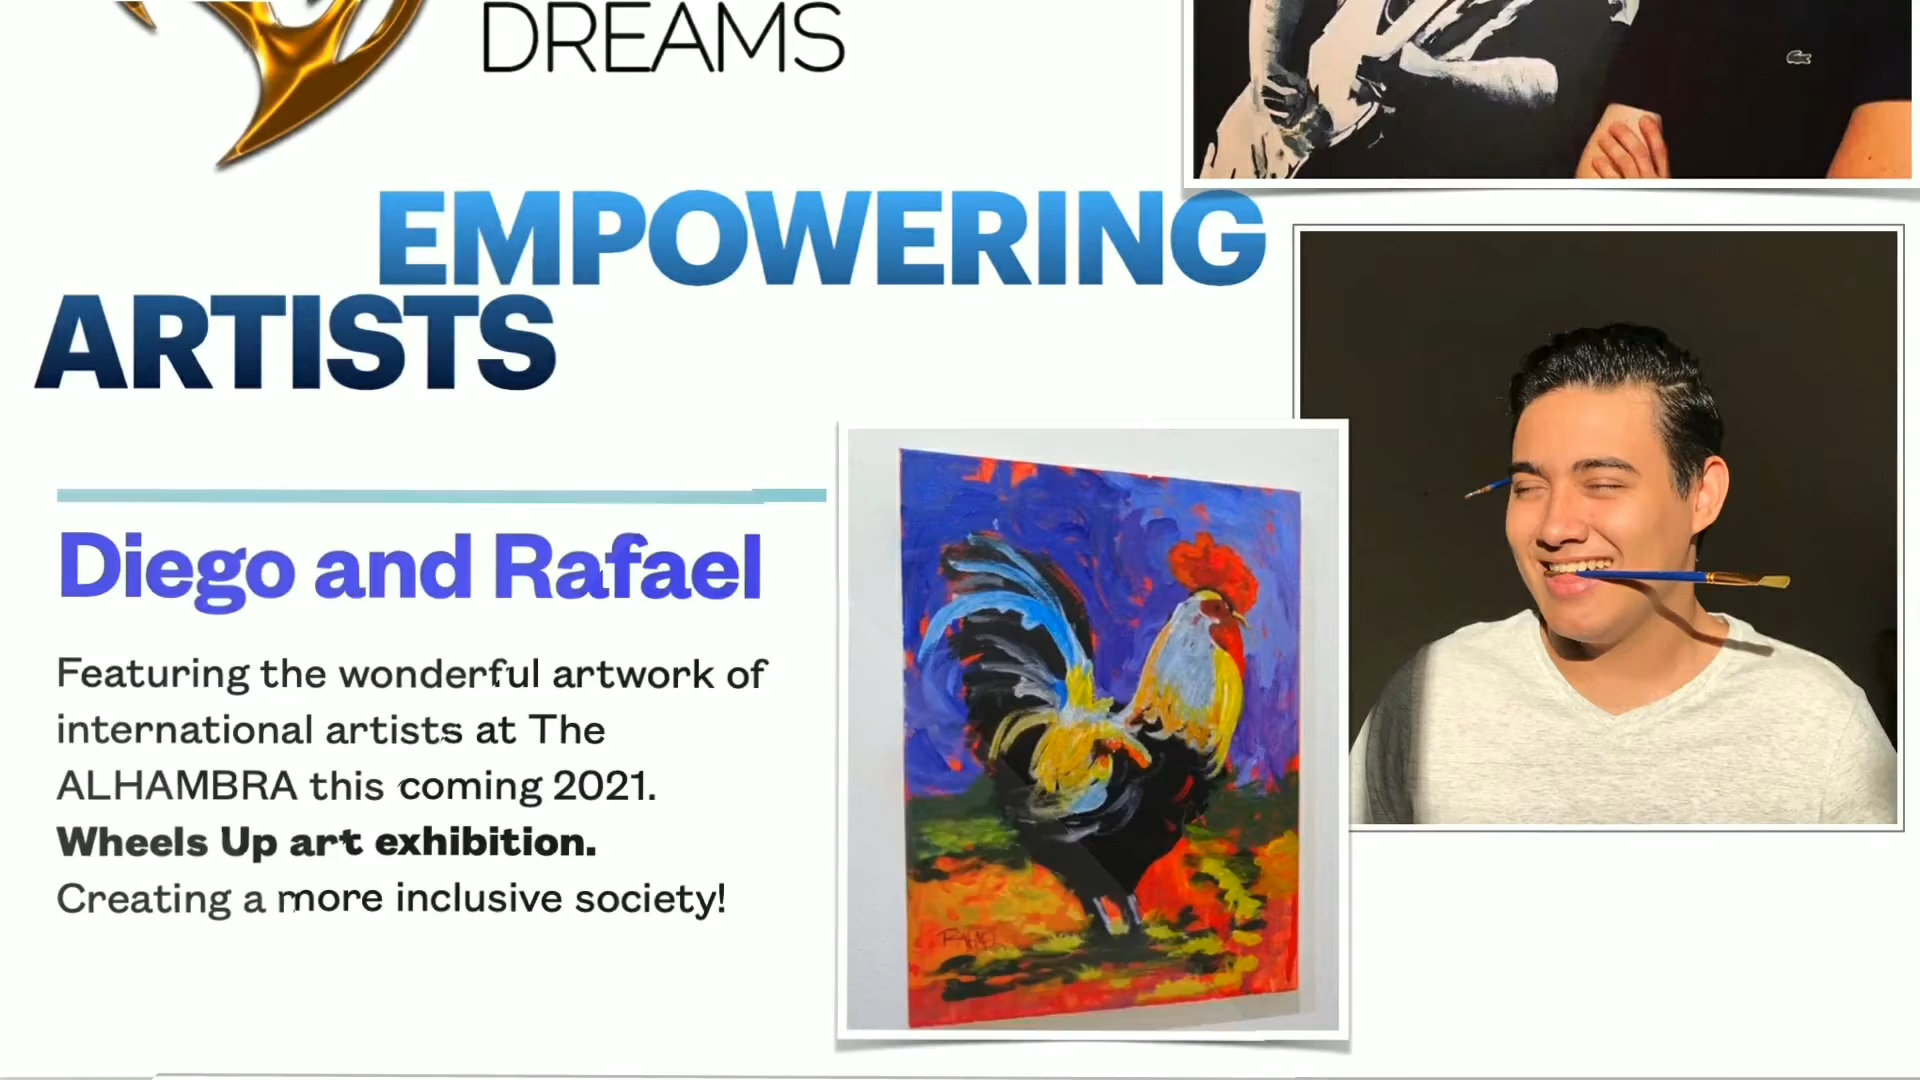 DREAMS
EMPOWERING
ARTISTS
Diego and Rafael
Featuring the wonderful artwork of
international artists at The
ALHAMBRA this coming 2021.
Wheels Up art exhibition.
Creating a more inclusive society!